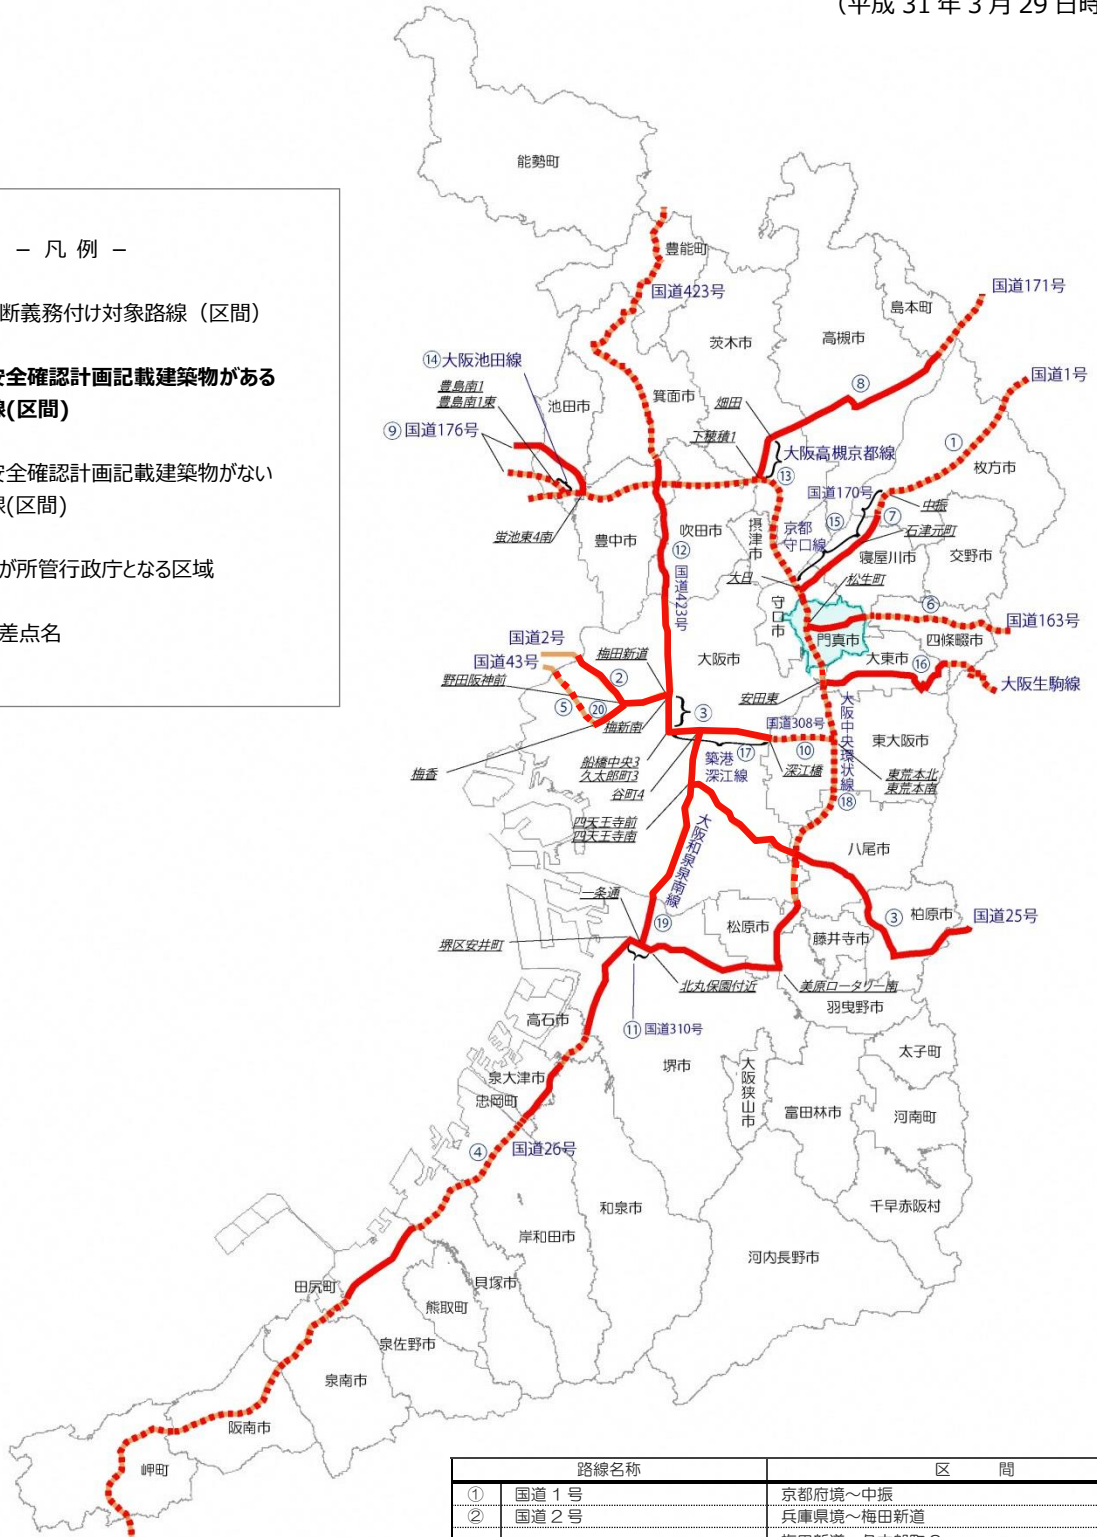 （平成 31 年 3 月 29 日時
－ 凡 例 －
断義務付け対象路線（区間）
安全確認計画記載建築物がある
線(区間)
安全確認計画記載建築物がない
線(区間)
が所管行政庁となる区域
差点名
能勢町
豊能町
国道423号
島本町
国道171号
高槻市
茨木市
⑭大阪池田線
豊島南1
豊島南1東
池田市
箕面市
畑田
⑧
国道1号
①
⑨国道176号
下穂積1
大阪高槻京都線
⑬
枚方市
国道170号
中振
⑦
⑮
石津元町
蛍池東4南
豊中市
吹田市
摂津市
京都
守口線
寝屋川市
交野市
⑫
国道423号
大日
松生町
守口市
⑥
国道163号
門真市
四條畷市
国道2号
国道43号
梅田新道
大阪市
大東市
⑯
大阪生駒線
野田阪神前
②
安田東
⑤
⑳
梅新南
③
国道308号
大阪中央環状線
東大阪市
梅香
船橋中央3
久太郎町3
築港
深江線
⑰
⑩
深江橋
東荒本北
東荒本南
谷町4
⑱
四天王寺前
四天王寺南
大阪和泉泉南線
八尾市
一条通
⑲
松原市
柏原市
③
国道25号
藤井寺市
堺区安井町
北丸保園付近
美原ロータリー南
羽曳野市
高石市
⑪国道310号
堺市
太子町
泉大津市
大阪狭山市
忠岡町
富田林市
河南町
④
国道26号
和泉市
千早赤阪村
岸和田市
河内長野市
貝塚市
田尻町
熊取町
泉佐野市
泉南市
阪南市
岬町
路線名称 区 間
① 国道１号 京都府境～中振
② 国道２号 兵庫県境～梅田新道